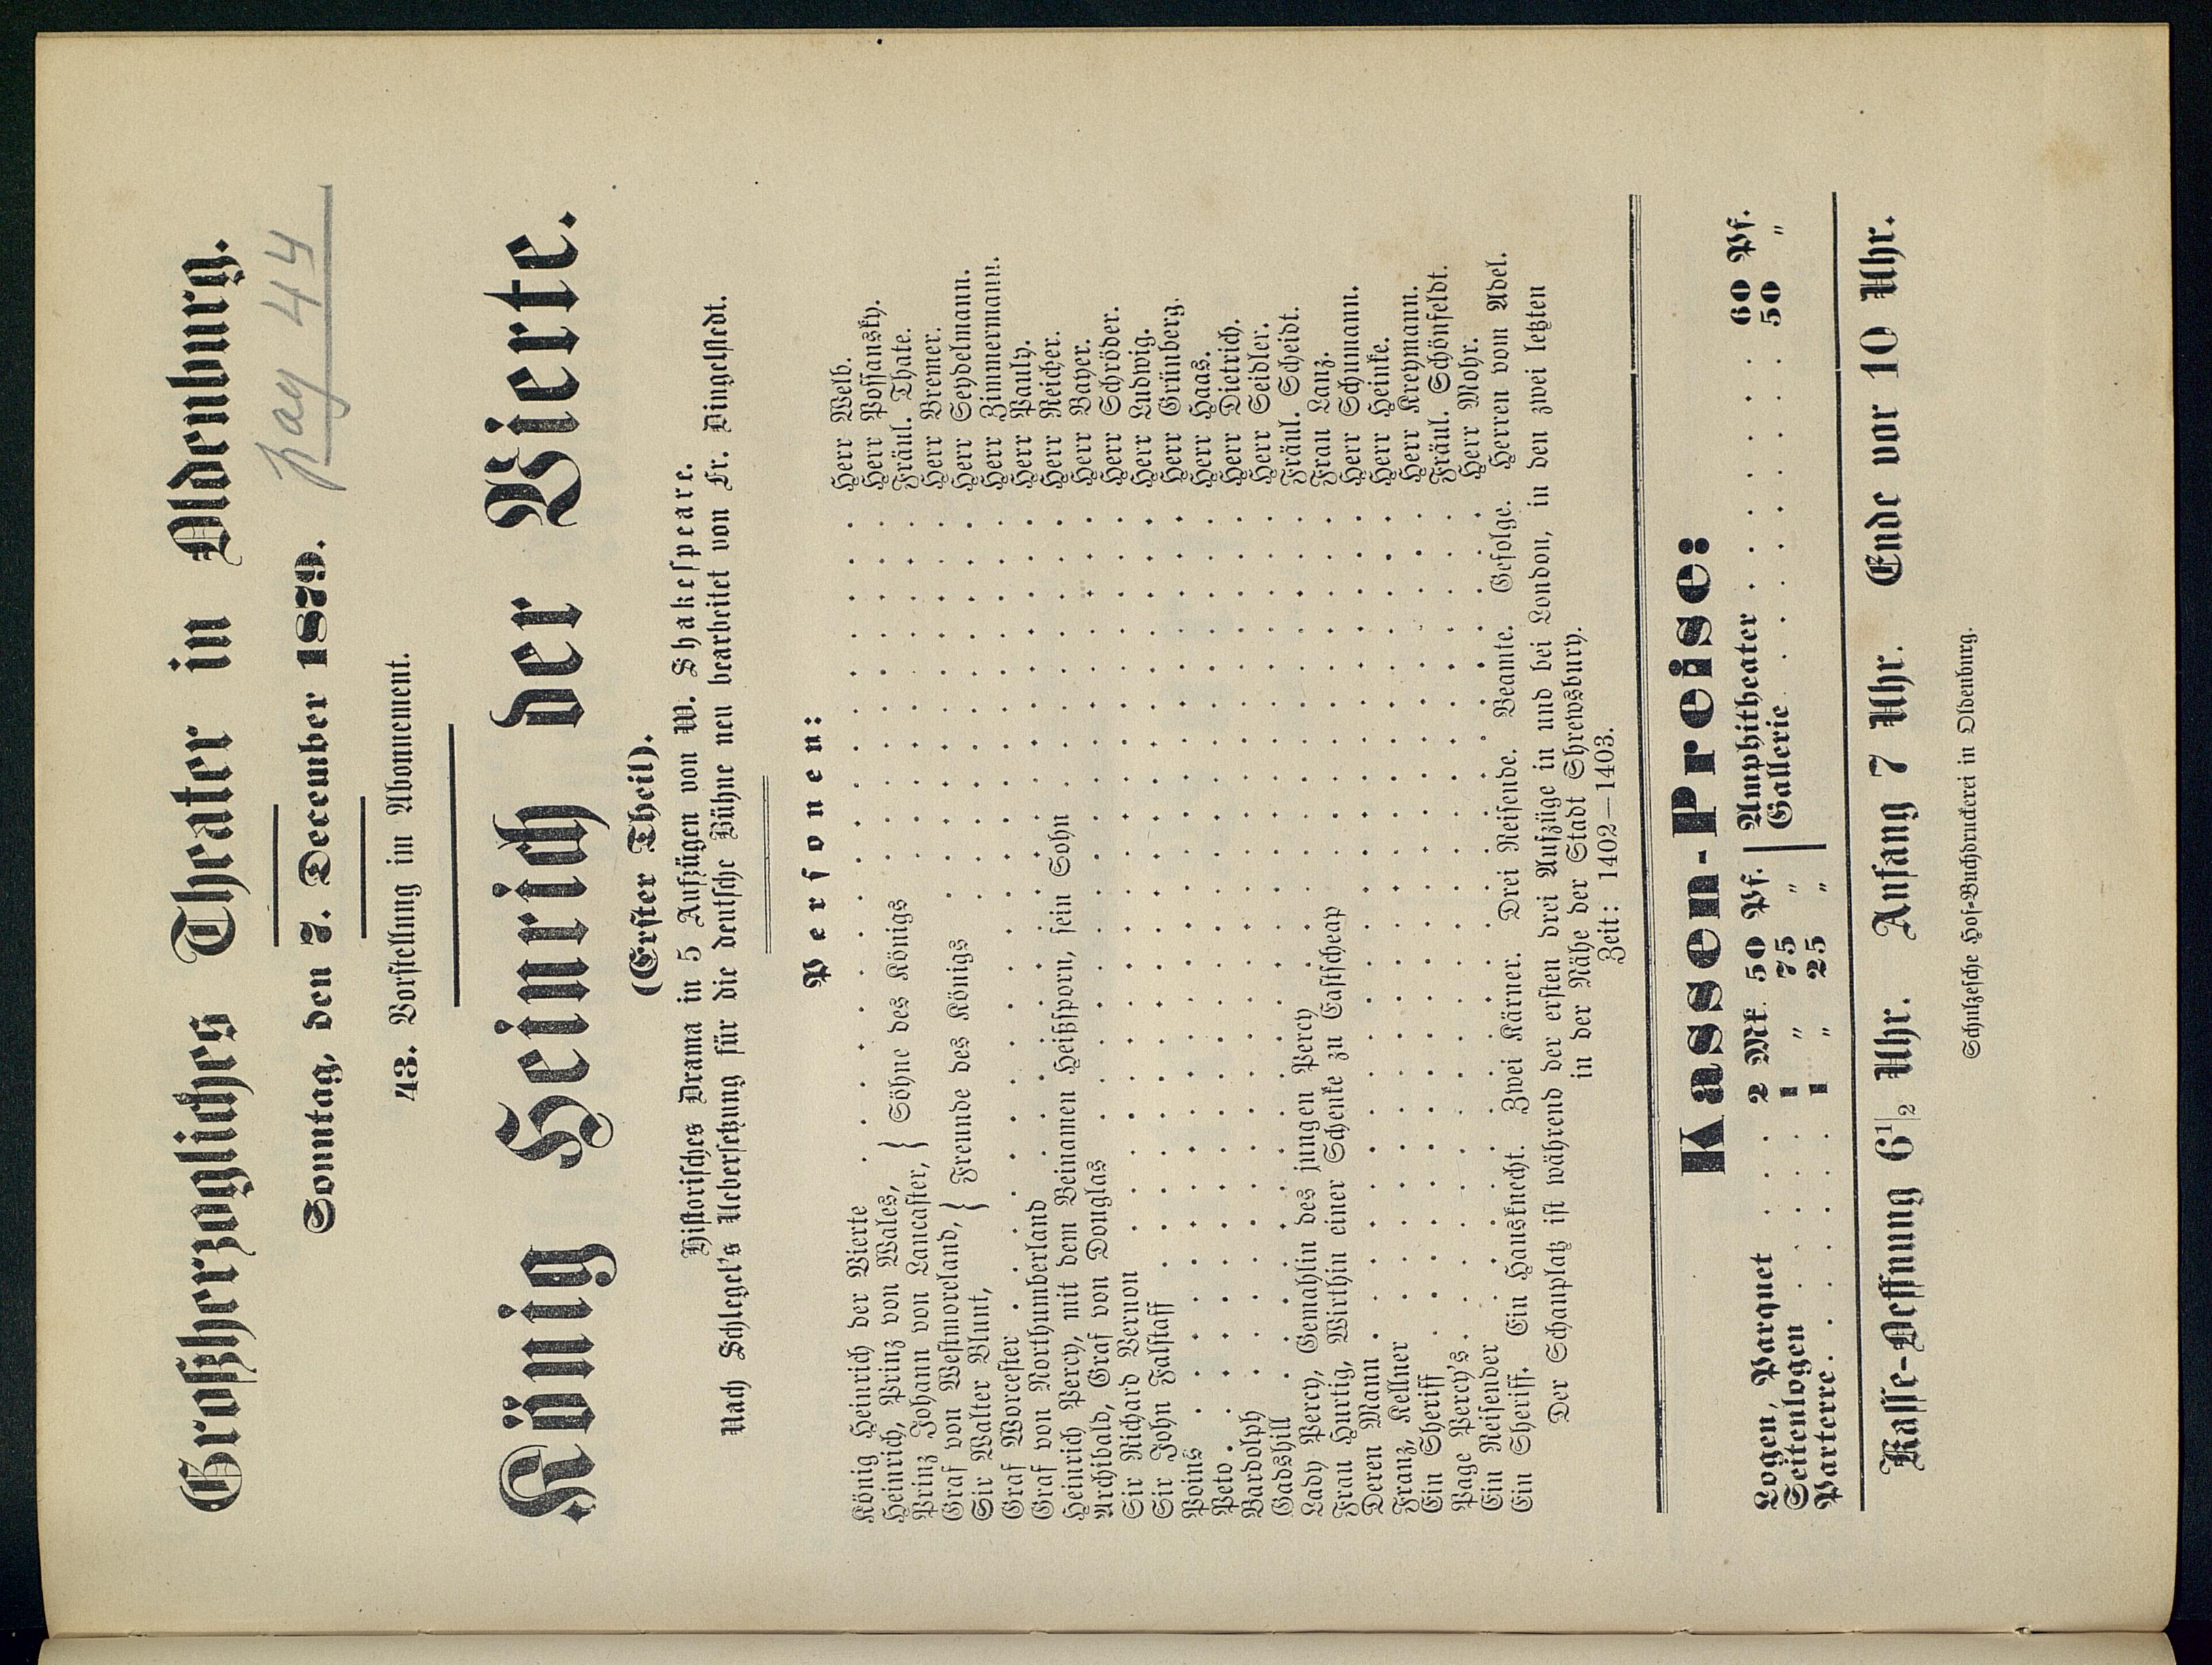 Großherzogliches Theater in Oldenburg.
Sonntag, den 7. December 1879.
pag 44
43. Vorstellung im Abonnement.
König Heinrich der Vierte.
(Erster Theil).
Historisches Drama in 5 Aufzügen von W. Shakespeare.
Nach Schlegel's Uebersetzung für die deutsche Bühne neu bearbeitet von Fr. Dingelstedt.
Personen:
König Heinrich der Vierte . . . . . . Herr Welb.
Heinrich, Prinz von Wales, } Söhne des Königs . . . . . . Herr Possansky.
Prinz Johann von Lancaster, } . . . . . . Fräul. Thate.
Graf von Westmoreland, } Freunde des Königs . . . . . . Herr Bremer.
Sir Walter Blunt, } . . . . . . Herr Seydelmann.
Graf Worcester . . . . . . Herr Zimmermann.
Graf von Northumberland . . . . . . Herr Pauly.
Heinrich Percy, mit dem Beinamen Heißsporn, sein Sohn . . . . . . Herr Reicher.
Archibald, Graf von Douglas . . . . . . Herr Bayer.
Sir Richard Vernon . . . . . . Herr Schröder.
Sir John Falstaff . . . . . . Herr Ludwig.
Poins . . . . . . Herr Grünberg.
Peto . . . . . . Herr Haas.
Bardolph . . . . . . Herr Dietrich.
Gadshill . . . . . . Herr Seidler.
Lady Percy, Gemahlin des jungen Percy . . . . . . Fräul. Scheidt.
Frau Hurtig, Wirthin einer Schenke zu Eastcheap . . . . . . Frau Lanz.
Deren Mann . . . . . . Herr Schumann.
Franz, Kellner . . . . . . Herr Heinke.
Ein Sheriff . . . . . . Herr Kreymann.
Page Percy's . . . . . . Fräul. Schönfeldt.
Ein Reisender . . . . . . Herr Mohr.
Ein Sheriff. Ein Hausknecht. Zwei Kärner. Drei Reisende. Beamte. Gefolge. Herren vom Adel.
Der Schauplatz ist während der ersten drei Aufzüge in und bei London, in den zwei letzten
in der Nähe der Stadt Shrewsbury.
Zeit: 1402—1403.
Kassen-Preise:
Logen, Parquet . . . 2 Mk. 50 Pf. | Amphitheater . . . . . . 60 Pf.
Seitenlogen . . . . 1 „ 75 „ | Gallerie . . . . . . 50 „
Parterre . . . . . 1 „ 25 „
Kasse-Oeffnung 6 1/2 Uhr. Anfang 7 Uhr. Ende vor 10 Uhr.
Schulzesche Hof-Buchdruckerei in Oldenburg.